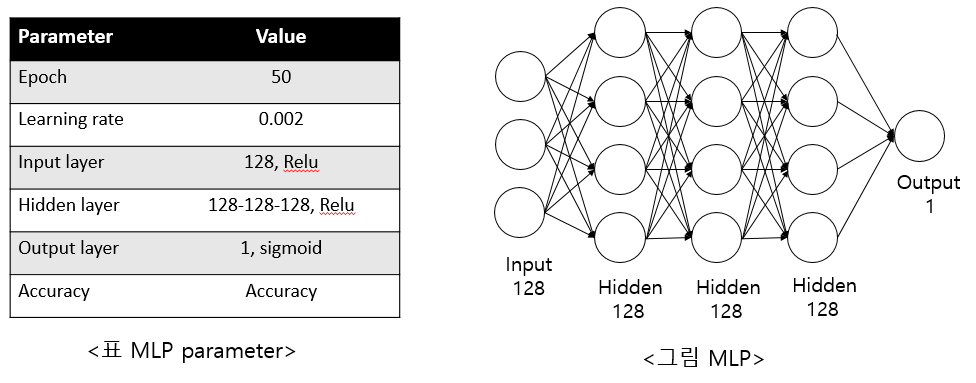 Parameter Value
Epoch 50
Learning rate 0.002
Input layer 128, Relu
Hidden layer 128-128-128, Relu
Output layer 1, sigmoid
Accuracy Accuracy
<표 MLP parameter>
Input
128
Hidden
128
Hidden
128
Hidden
128
Output
1
<그림 MLP>